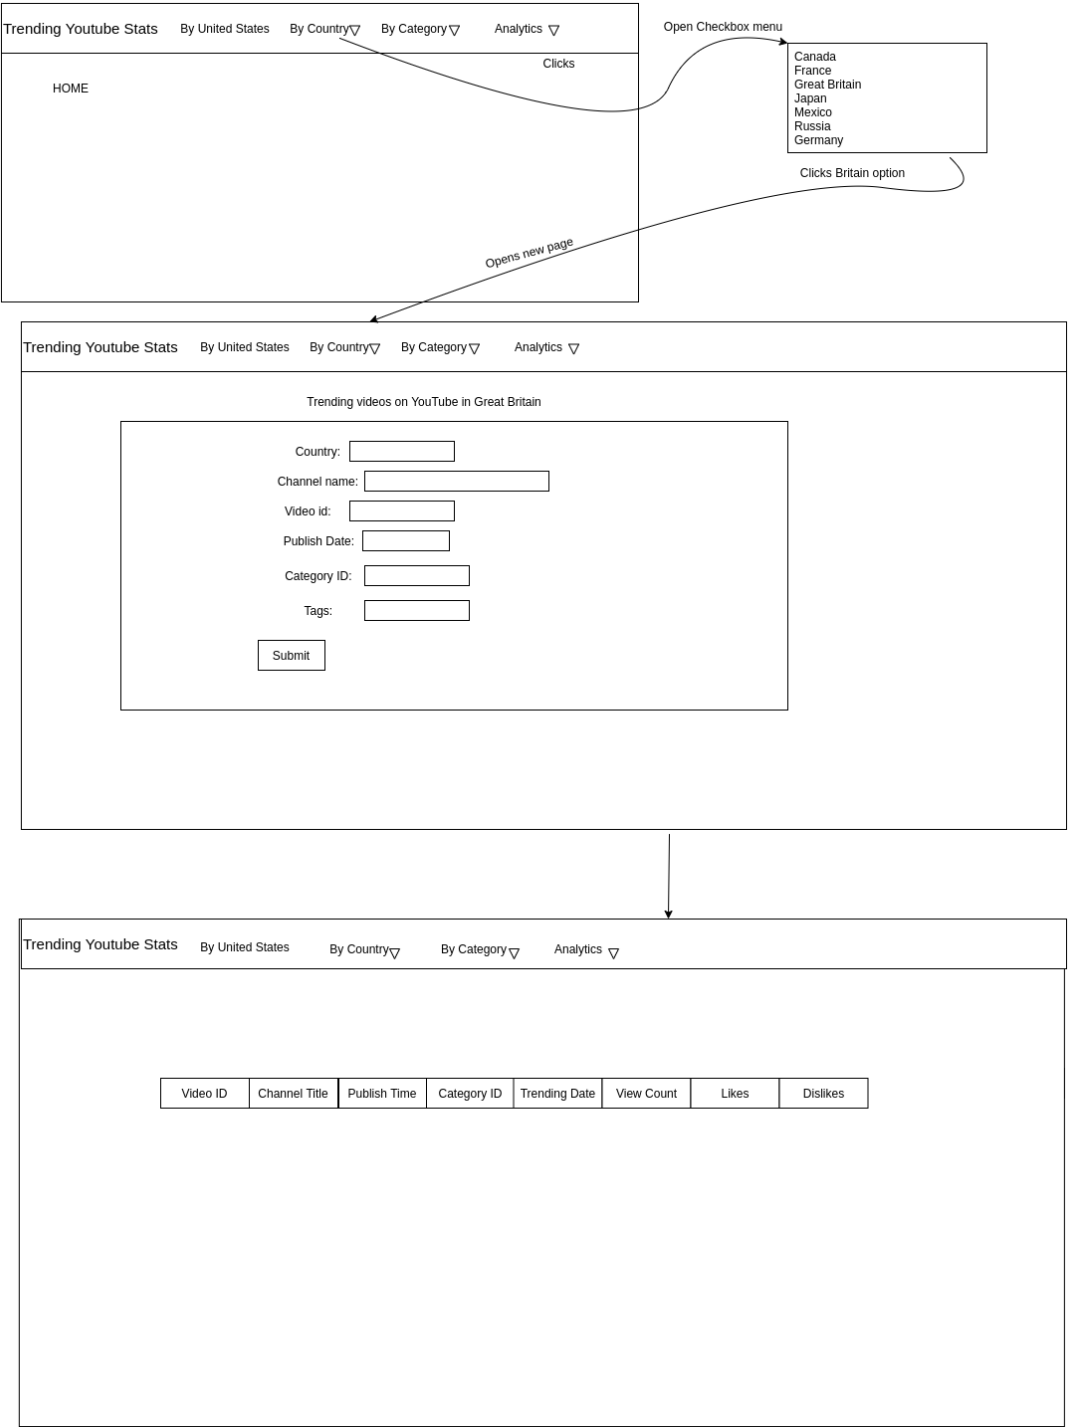 Trending Youtube Stats
By United States
By Country
By Category
Analytics
Open Checkbox menu
Clicks
HOME
Canada
France
Great Britain
Japan
Mexico
Russia
Germany
Clicks Britain option
Opens new page
Trending Youtube Stats
By United States
By Country
By Category
Analytics
Trending videos on YouTube in Great Britain
Country:
Channel name:
Video id:
Publish Date:
Category ID:
Tags:
Submit
Trending Youtube Stats
By United States
By Country
By Category
Analytics
Video ID
Channel Title
Publish Time
Category ID
Trending Date
View Count
Likes
Dislikes